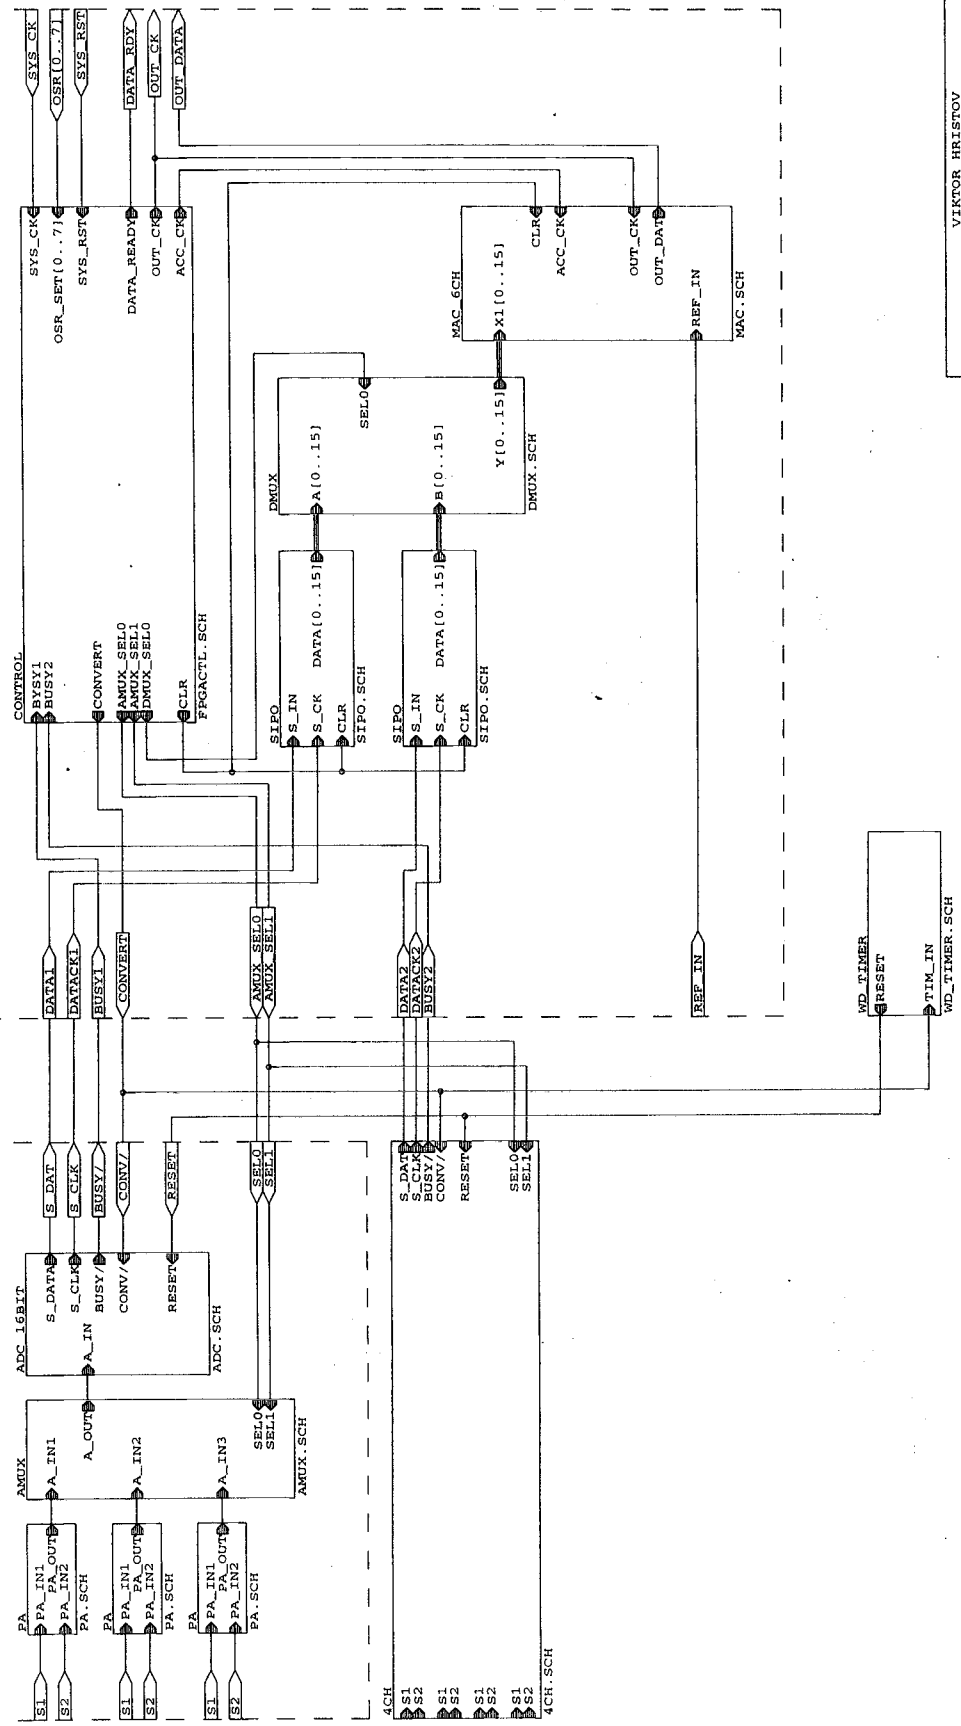 SYS_CK
OSR[0..7]
SYS_RST
DATA_RDY
OUT_CK
OUT_DATA
CONTROL
SYS_CK
OSR_SET[0..7]
SYS_RST
DATA_READY
OUT_CK
ACC_CK
BYSY1
BUSY2
CONVERT
AMUX_SEL0
AMUX_SEL1
DMUX_SEL0
CLR
FPGACTL.SCH
MAC_6CH
X1[0..15]
CLR
ACC_CK
OUT_CK
OUT_DAT
REF_IN
MAC.SCH
DMUX
A[0..15]
SEL0
B[0..15]
Y[0..15]
DMUX.SCH
SIPO
S_IN
S_CK
DATA[0..15]
CLR
SIPO.SCH
SIPO
S_IN
S_CK
DATA[0..15]
CLR
SIPO.SCH
DATA1
DATACK1
BUSY1
CONVERT
AMUX_SEL0
AMUX_SEL1
DATA2
DATACK2
BUSY2
REF_IN
WD_TIMER
RESET
TIM_IN
WD_TIMER.SCH
S_DAT
S_CLK
BUSY/
CONV/
RESET
SEL0
SEL1
ADC_16BIT
S_DATA
S_CLK
BUSY/
CONV/
A_IN
RESET
ADC.SCH
AMUX
A_IN1
A_OUT
A_IN2
A_IN3
SEL0
SEL1
AMUX.SCH
PA
PA_IN1
PA_OUT
PA_IN2
PA.SCH
PA
PA_IN1
PA_OUT
PA_IN2
PA.SCH
PA
PA_IN1
PA_OUT
PA_IN2
PA.SCH
S1
S2
S1
S2
S1
S2
4CH
S_DAT
S_CLK
BUSY/
CONV/
RESET
SEL0
SEL1
S1
S2
S1
S2
S1
S2
S1
S2
4CH.SCH
VIKTOR HRISTOV